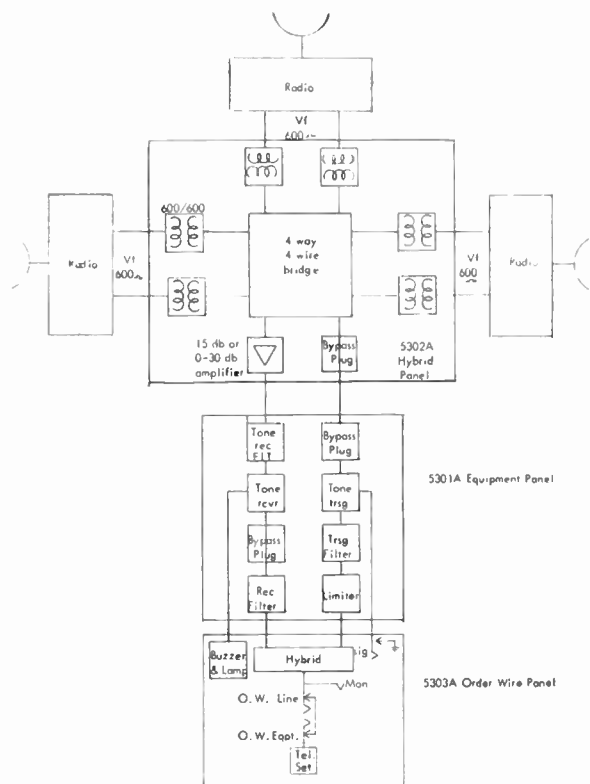 Radio
Vf
600~
600/600
Radio
Vf
600~
4 way
4 wire
bridge
Vf
600
~
Radio
15 db or
0-30 db
amplifier
Bypass
Plug
5302A
Hybrid
Panel
Tone
rec
FLT
Bypass
Plug
5301A Equipment Panel
Tone
rcvr
Tone
trsg
Bypass
Plug
Trsg
Filter
Rec
Filter
Limiter
Buzzer
& Lamp
Hybrid
sig
Mon
5303A Order Wire Panel
O.W. Line
O.W. Eqpt.
Tel
Set